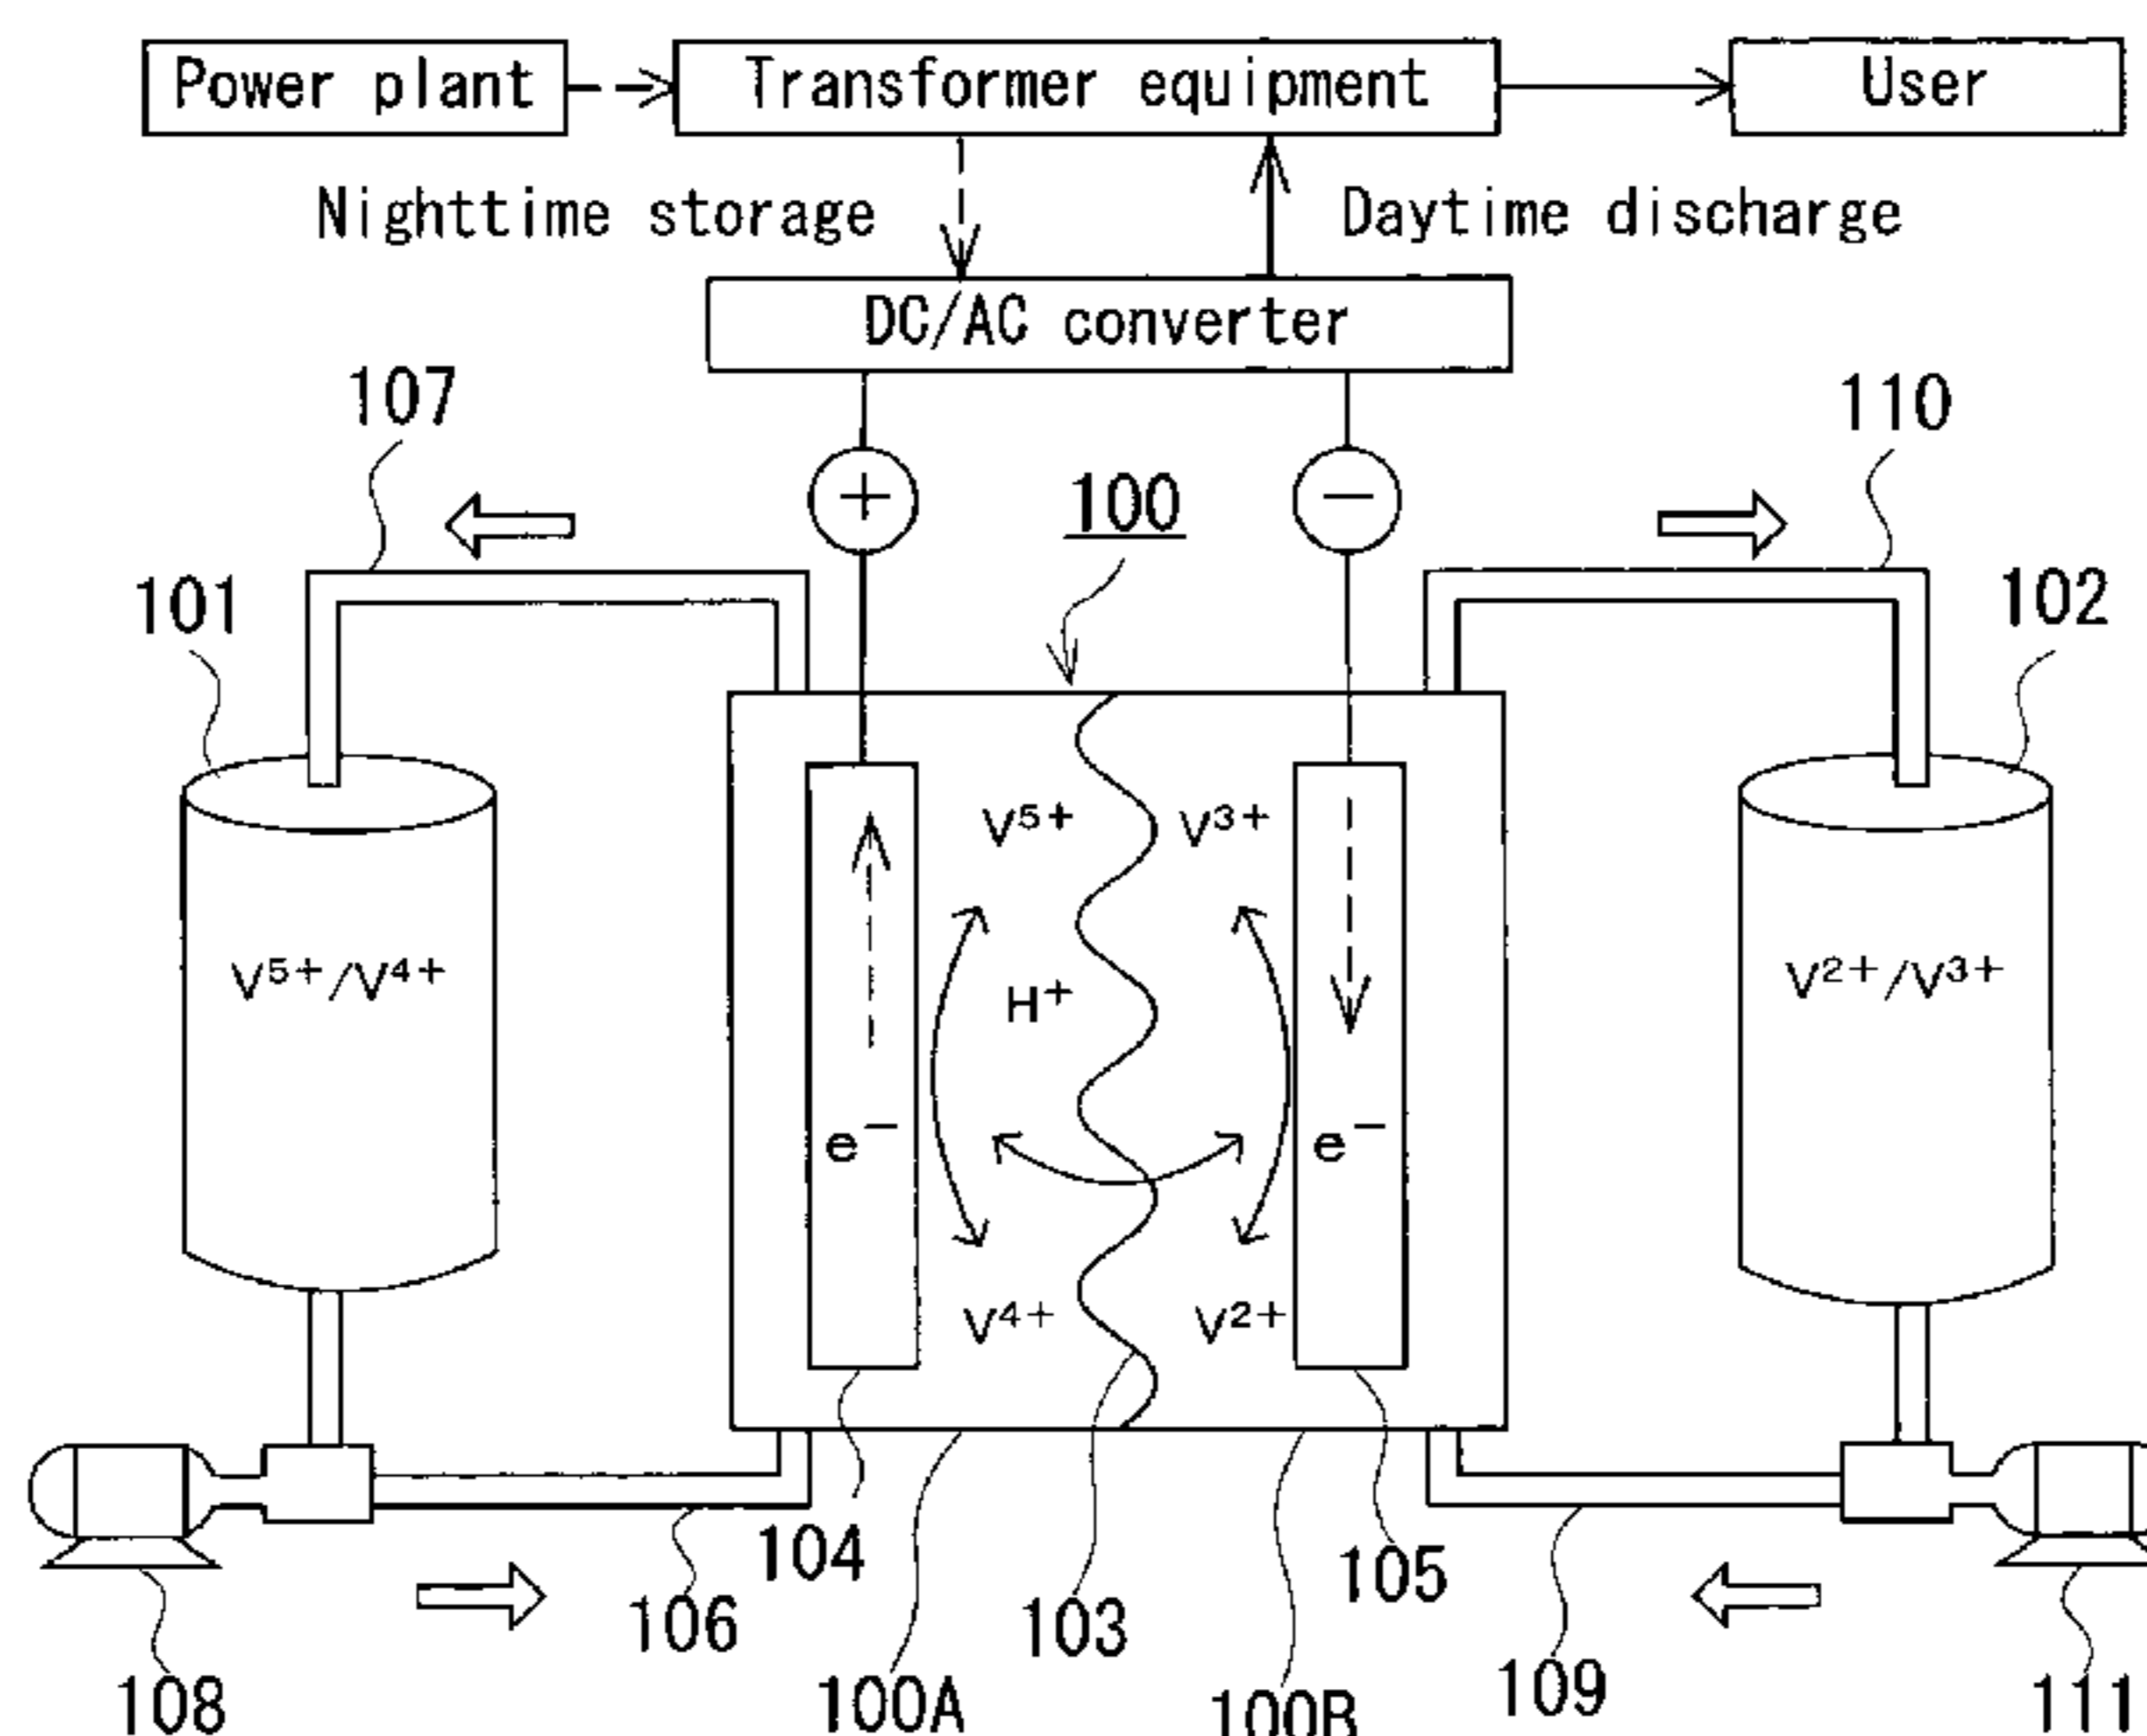 Power plant
Transformer equipment
User
Nighttime storage
Daytime discharge
DC/AC converter
107
110
+
100
−
101
102
V⁵⁺
V³⁺
V⁵⁺/V⁴⁺
H⁺
V²⁺/V³⁺
e⁻
e⁻
V⁴⁺
V²⁺
104
105
106
103
109
108
100A
100B
111